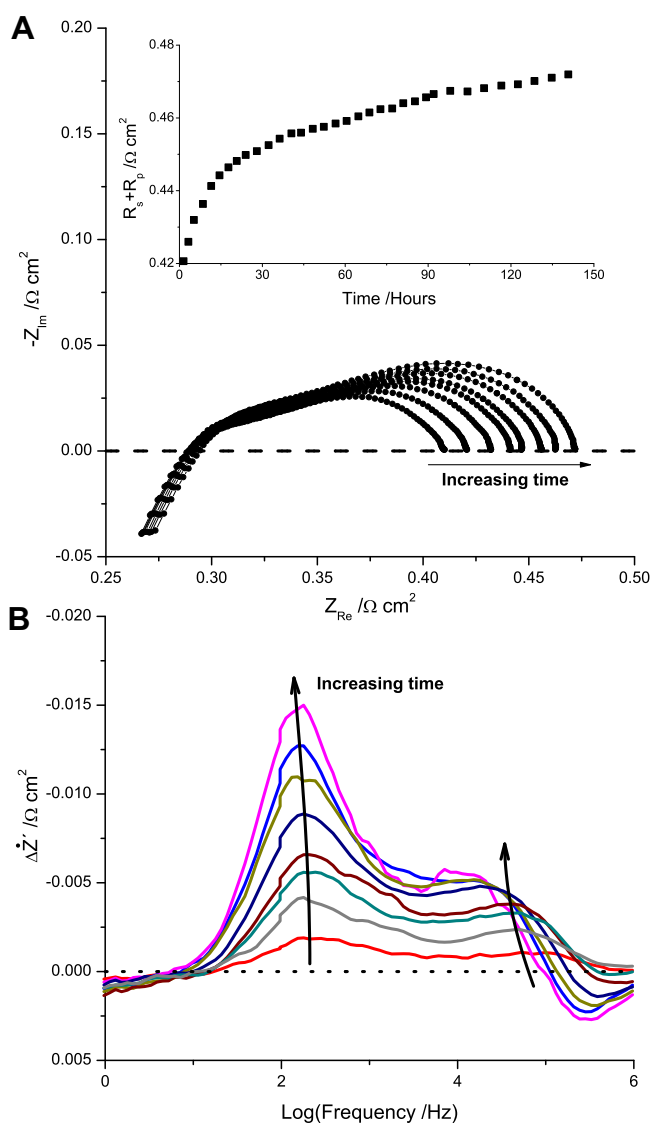 A
0.20
0.15
0.10
0.05
0.00
-0.05
-Z_Im /Ω cm²
0.48
0.46
0.44
0.42
R_s+R_p /Ω cm²
0 30 60 90 120 150
Time /Hours
Increasing time
0.25 0.30 0.35 0.40 0.45 0.50
Z_Re /Ω cm²
B
-0.020
-0.015
-0.010
-0.005
0.000
0.005
ΔŻ´ /Ω cm²
Increasing time
0 2 4 6
Log(Frequency /Hz)